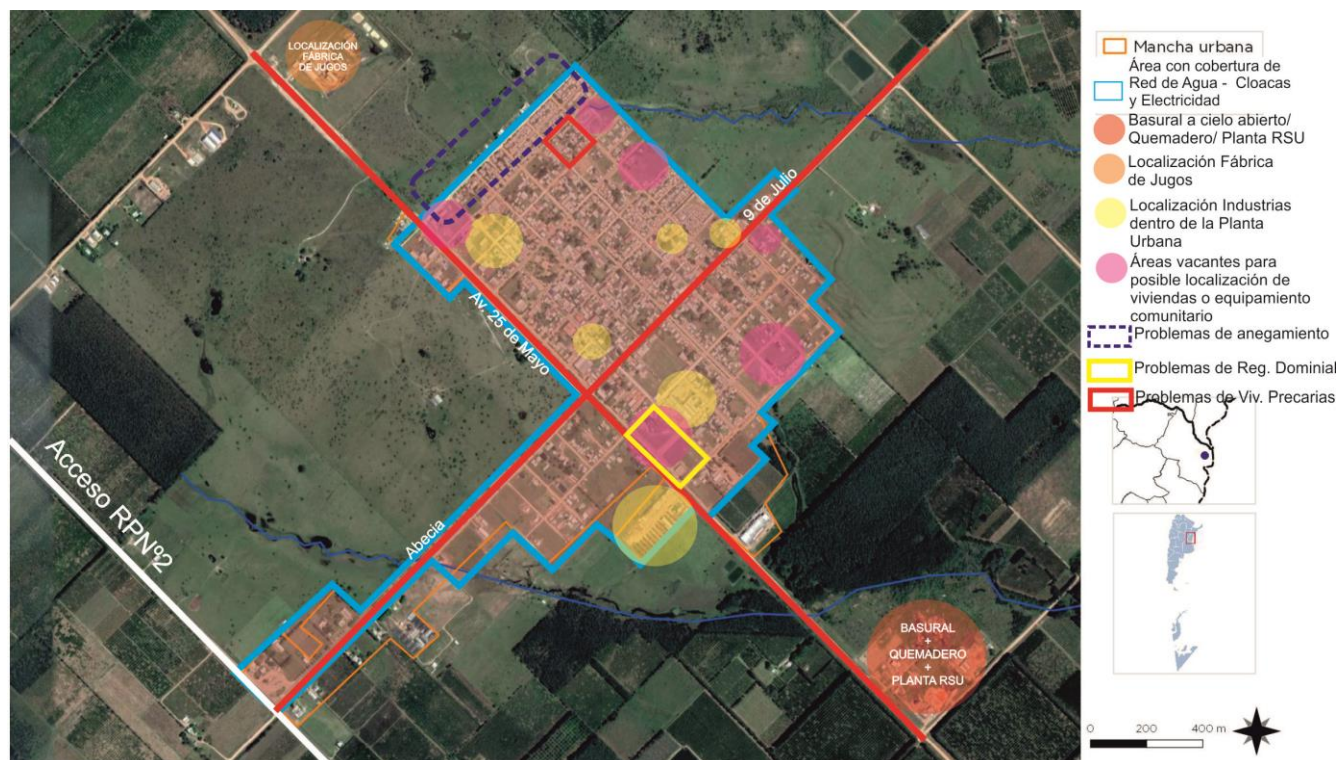 LOCALIZACIÓN
FÁBRICA
DE JUGOS
9 de Julio
Av. 25 de Mayo
Abecia
Acceso RPNº2
BASURAL
+
QUEMADERO
+
PLANTA RSU
Mancha urbana
Área con cobertura de
Red de Agua - Cloacas
y Electricidad
Basural a cielo abierto/
Quemadero/ Planta RSU
Localización Fábrica
de Jugos
Localización Industrias
dentro de la Planta
Urbana
Áreas vacantes para
posible localización de
viviendas o equipamiento
comunitario
Problemas de anegamiento
Problemas de Reg. Dominial
Problemas de Viv. Precarias
0 200 400 m